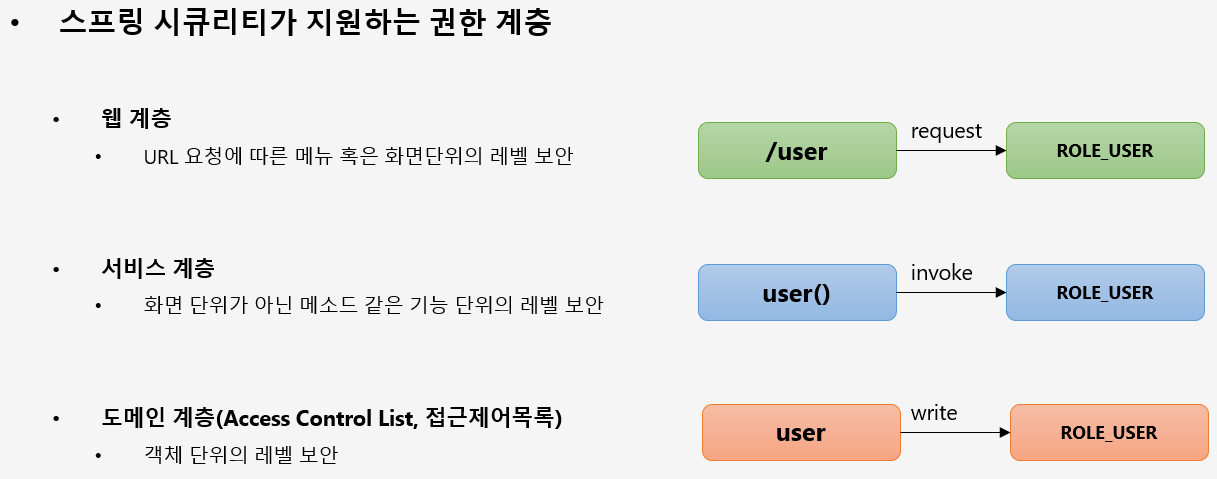 • 스프링 시큐리티가 지원하는 권한 계층
• 웹 계층
• URL 요청에 따른 메뉴 혹은 화면단위의 레벨 보안
/user
request
ROLE_USER
• 서비스 계층
• 화면 단위가 아닌 메소드 같은 기능 단위의 레벨 보안
user()
invoke
ROLE_USER
• 도메인 계층(Access Control List, 접근제어목록)
• 객체 단위의 레벨 보안
user
write
ROLE_USER